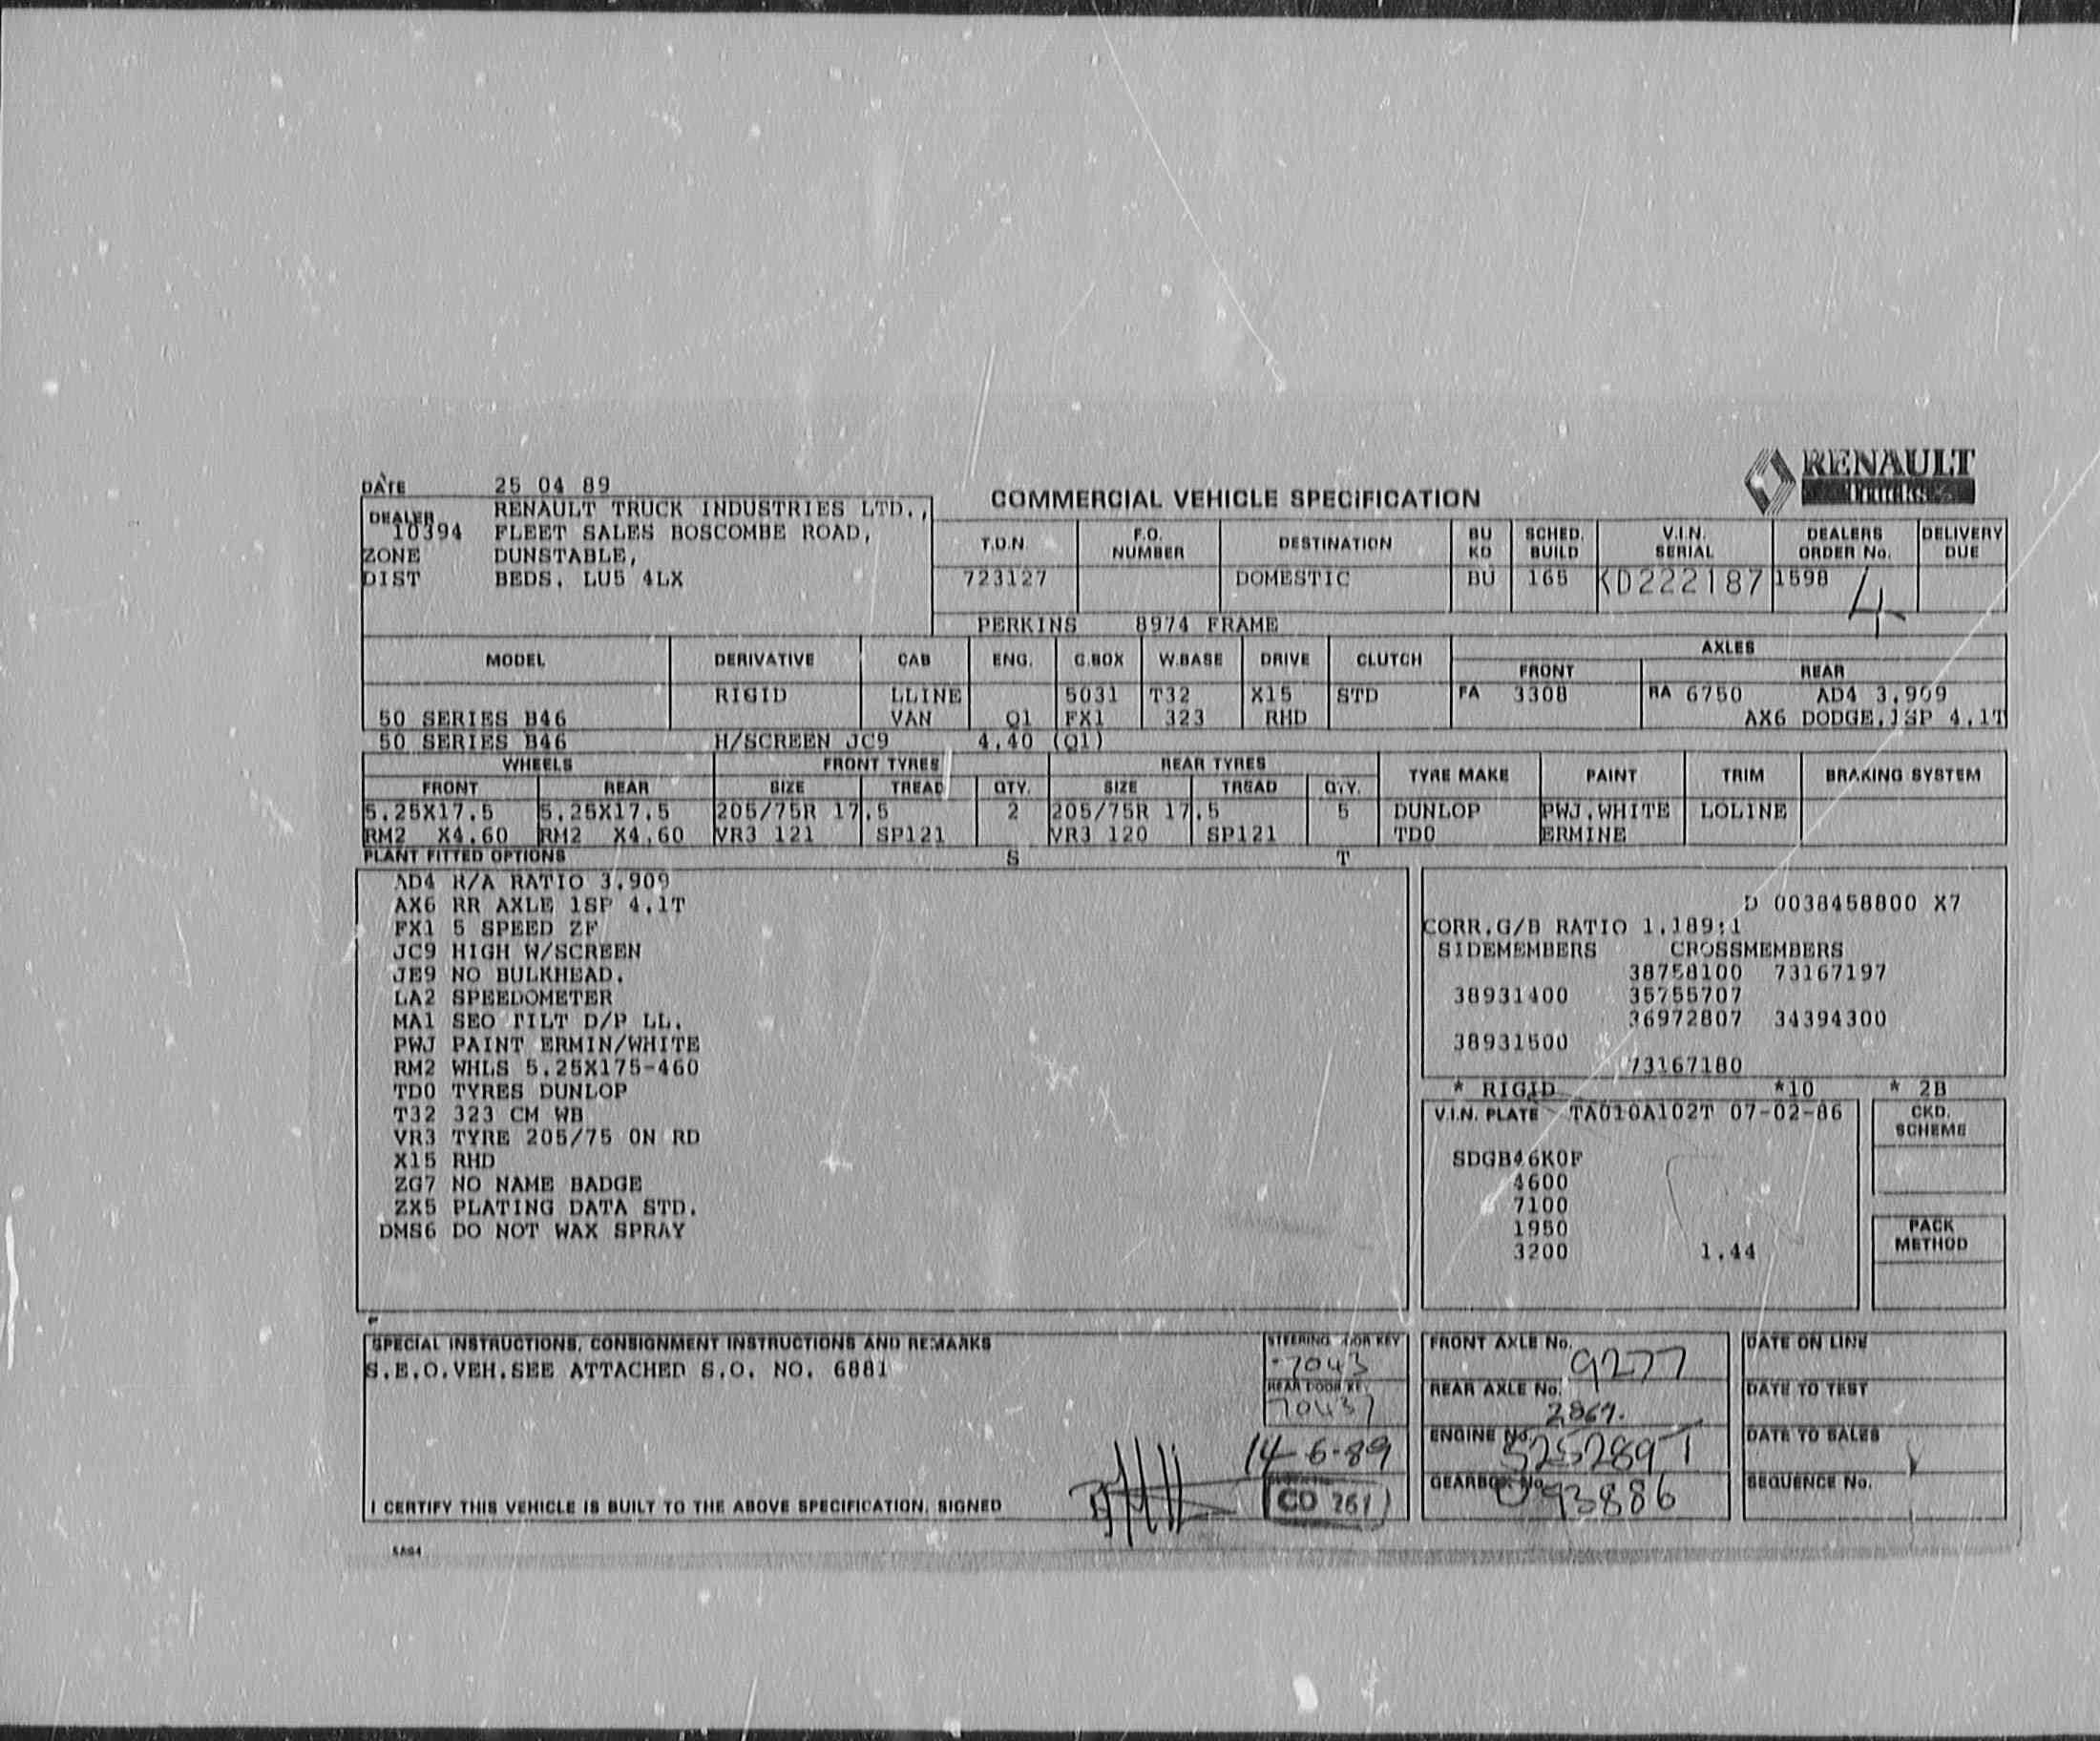 DATE 25 04 89
RENAULT TRUCKS
COMMERCIAL VEHICLE SPECIFICATION
DEALER RENAULT TRUCK INDUSTRIES LTD.,
10394 FLEET SALES BOSCOMBE ROAD,
ZONE DUNSTABLE,
DIST BEDS. LU5 4LX
T.O.N. F.O. NUMBER DESTINATION BU KD SCHED. BUILD V.I.N. SERIAL DEALERS ORDER No. DELIVERY DUE
723127 DOMESTIC BU 165 KD222187 1598 4
PERKINS 8974 FRAME
MODEL DERIVATIVE CAB ENG. G.BOX W.BASE DRIVE CLUTCH AXLES
FRONT REAR
RIGID LLINE 5031 T32 X15 STD FA 3308 RA 6750 AD4 3.909
50 SERIES B46 VAN Q1 FX1 323 RHD AX6 DODGE.1SP 4.1T
50 SERIES B46 H/SCREEN JC9 4.40 (Q1)
WHEELS FRONT TYRES REAR TYRES TYRE MAKE PAINT TRIM BRAKING SYSTEM
FRONT REAR SIZE TREAD QTY. SIZE TREAD QTY.
5.25X17.5 5.25X17.5 205/75R 17.5 2 205/75R 17.5 5 DUNLOP PWJ.WHITE LOLINE
RM2 X4.60 RM2 X4.60 VR3 121 SP121 VR3 120 SP121 TD0 ERMINE
PLANT FITTED OPTIONS S T
AD4 R/A RATIO 3.909
AX6 RR AXLE 1SP 4.1T
FX1 5 SPEED ZF
JC9 HIGH W/SCREEN
JE9 NO BULKHEAD.
LA2 SPEEDOMETER
MA1 SEO TILT D/P LL.
PWJ PAINT ERMIN/WHITE
RM2 WHLS 5.25X175-460
TD0 TYRES DUNLOP
T32 323 CM WB
VR3 TYRE 205/75 ON RD
X15 RHD
ZG7 NO NAME BADGE
ZX5 PLATING DATA STD.
DMS6 DO NOT WAX SPRAY
D 0038458800 X7
CORR.G/B RATIO 1.189:1
SIDEMEMBERS CROSSMEMBERS
38758100 73167197
38931400 35755707
36972807 34394300
38931500
73167180
* RIGID *10 * 2B
V.I.N. PLATE TA010A102T 07-02-86
SDGB46K0F
4600
7100
1950
3200 1.44
CKD. SCHEME
PACK METHOD
SPECIAL INSTRUCTIONS, CONSIGNMENT INSTRUCTIONS AND REMARKS
S.E.O.VEH.SEE ATTACHED S.O. NO. 6881
I CERTIFY THIS VEHICLE IS BUILT TO THE ABOVE SPECIFICATION. SIGNED
STEERING DOOR KEY
7043
REAR DOOR KEY
7043
14-6-89
CD 261
FRONT AXLE No. 9277
REAR AXLE No. 2867.
ENGINE No. 525289T
GEARBOX No. 093886
DATE ON LINE
DATE TO TEST
DATE TO SALES
SEQUENCE No.